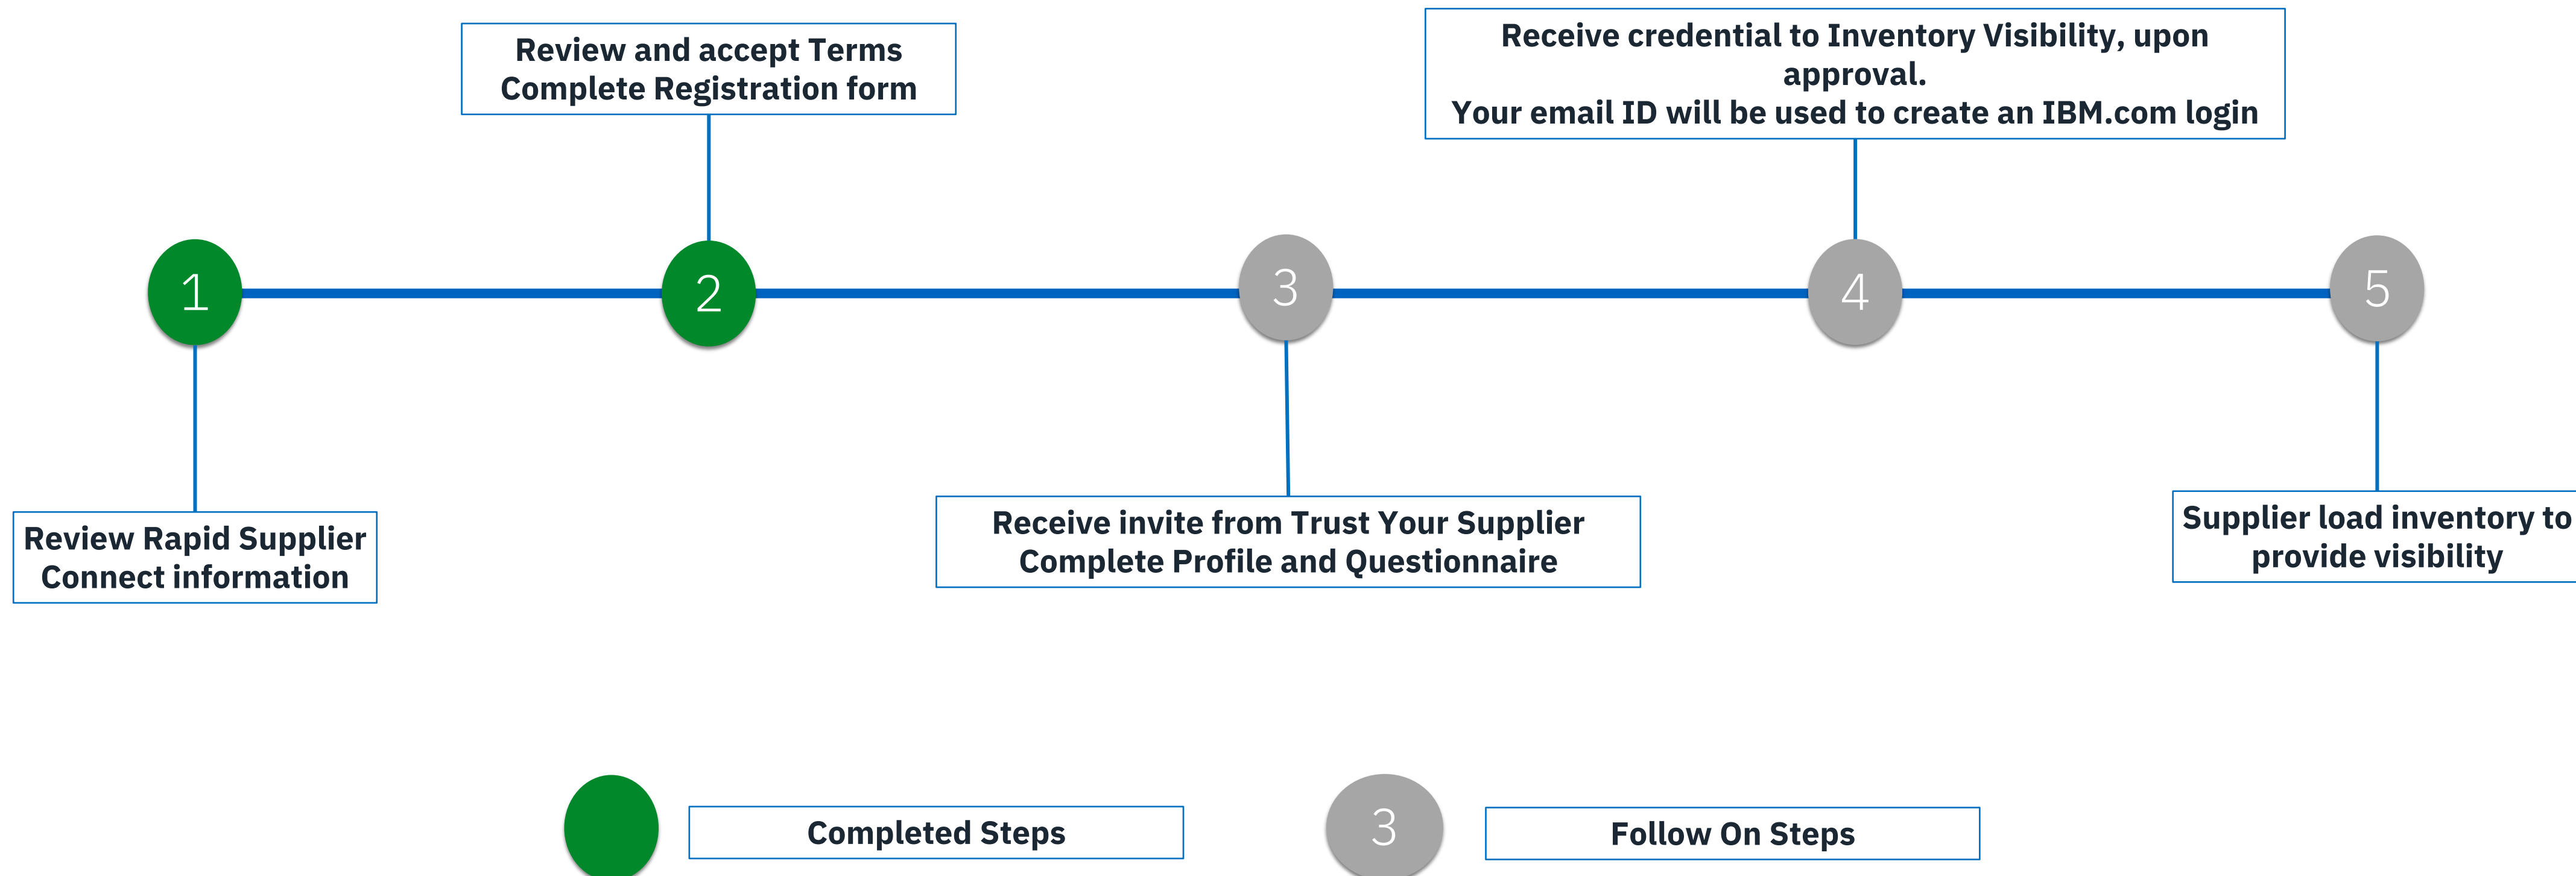 Review and accept Terms
Complete Registration form
Receive credential to Inventory Visibility, upon
approval.
Your email ID will be used to create an IBM.com login
1
2
3
4
5
Review Rapid Supplier
Connect information
Receive invite from Trust Your Supplier
Complete Profile and Questionnaire
Supplier load inventory to
provide visibility
Completed Steps
3
Follow On Steps